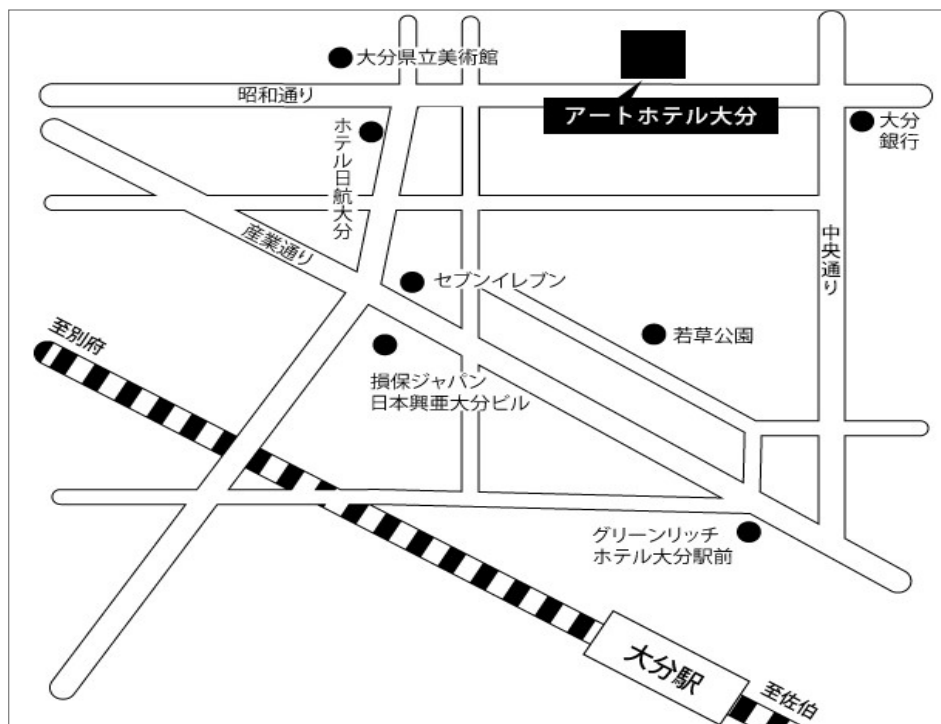 大分県立美術館
昭和通り
アートホテル大分
大分
銀行
ホテル日航大分
産業通り
中央通り
セブンイレブン
至別府
若草公園
損保ジャパン
日本興亜大分ビル
グリーンリッチ
ホテル大分駅前
大分駅
至佐伯